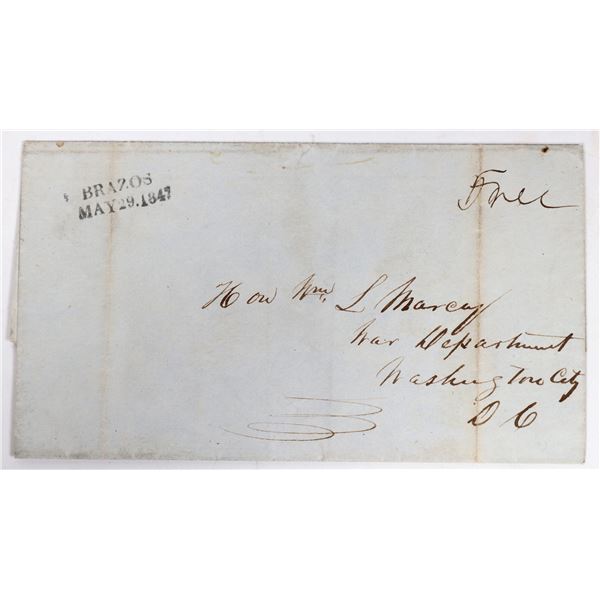 BRAZOS
MAY 29.1847
Free
Hon Wm L Marcy
War Department
Washington City
D C